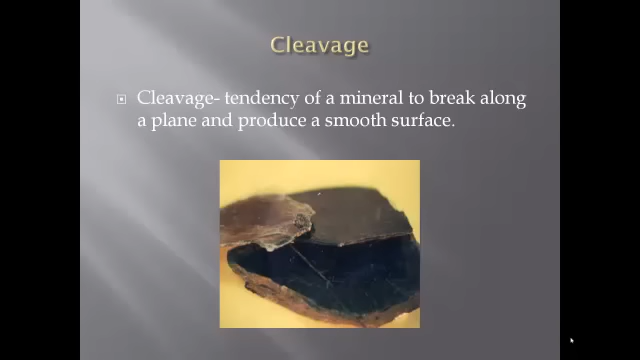 Cleavage
Cleavage- tendency of a mineral to break along
a plane and produce a smooth surface.